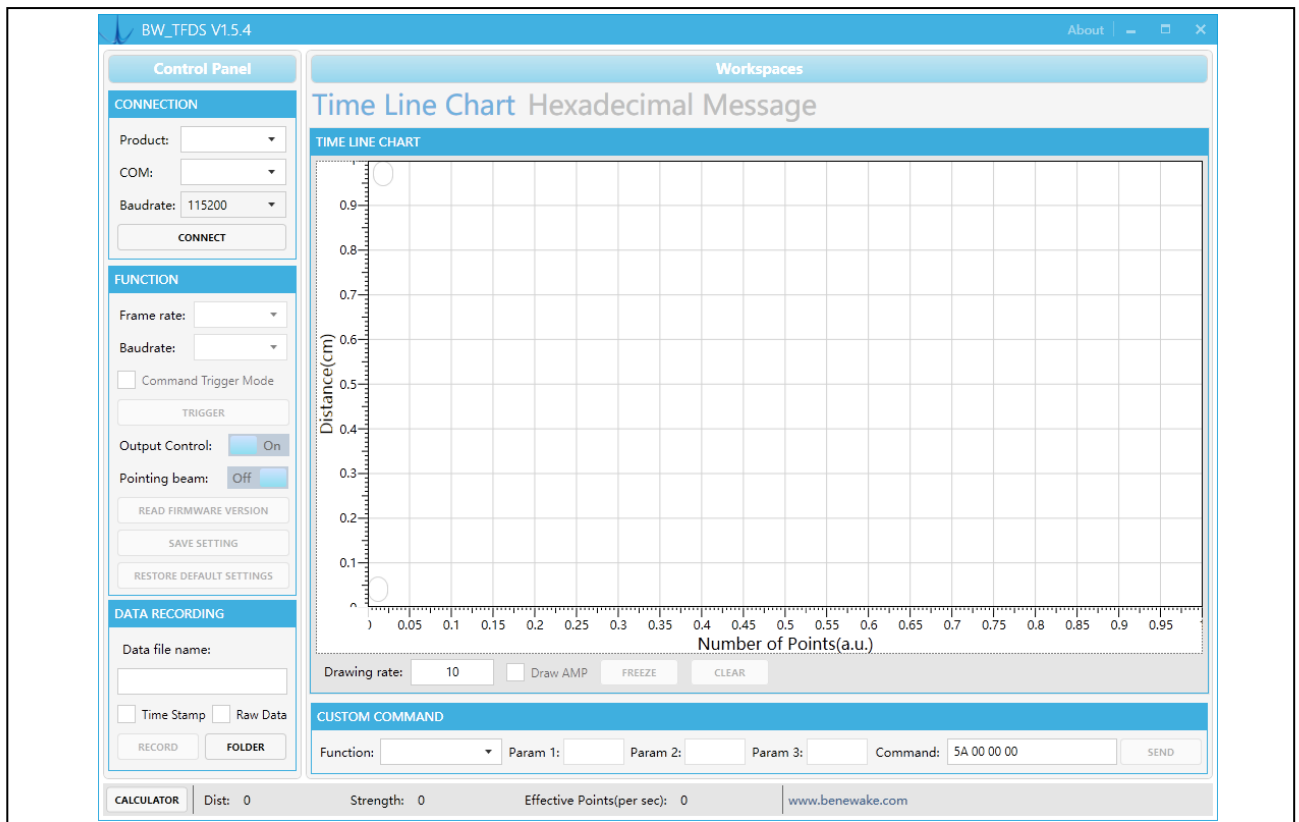 BW_TFDS V1.5.4
About
Control Panel
Workspaces
CONNECTION
Product:
COM:
Baudrate: 115200
CONNECT
FUNCTION
Frame rate:
Baudrate:
Command Trigger Mode
TRIGGER
Output Control: On
Pointing beam: Off
READ FIRMWARE VERSION
SAVE SETTING
RESTORE DEFAULT SETTINGS
DATA RECORDING
Data file name:
Time Stamp Raw Data
RECORD FOLDER
Time Line Chart Hexadecimal Message
TIME LINE CHART
Distance(cm)
0.9
0.8
0.7
0.6
0.5
0.4
0.3
0.2
0.1
0.05 0.1 0.15 0.2 0.25 0.3 0.35 0.4 0.45 0.5 0.55 0.6 0.65 0.7 0.75 0.8 0.85 0.9 0.95
Number of Points(a.u.)
Drawing rate: 10 Draw AMP FREEZE CLEAR
CUSTOM COMMAND
Function: Param 1: Param 2: Param 3: Command: 5A 00 00 00 SEND
CALCULATOR Dist: 0 Strength: 0 Effective Points(per sec): 0 www.benewake.com